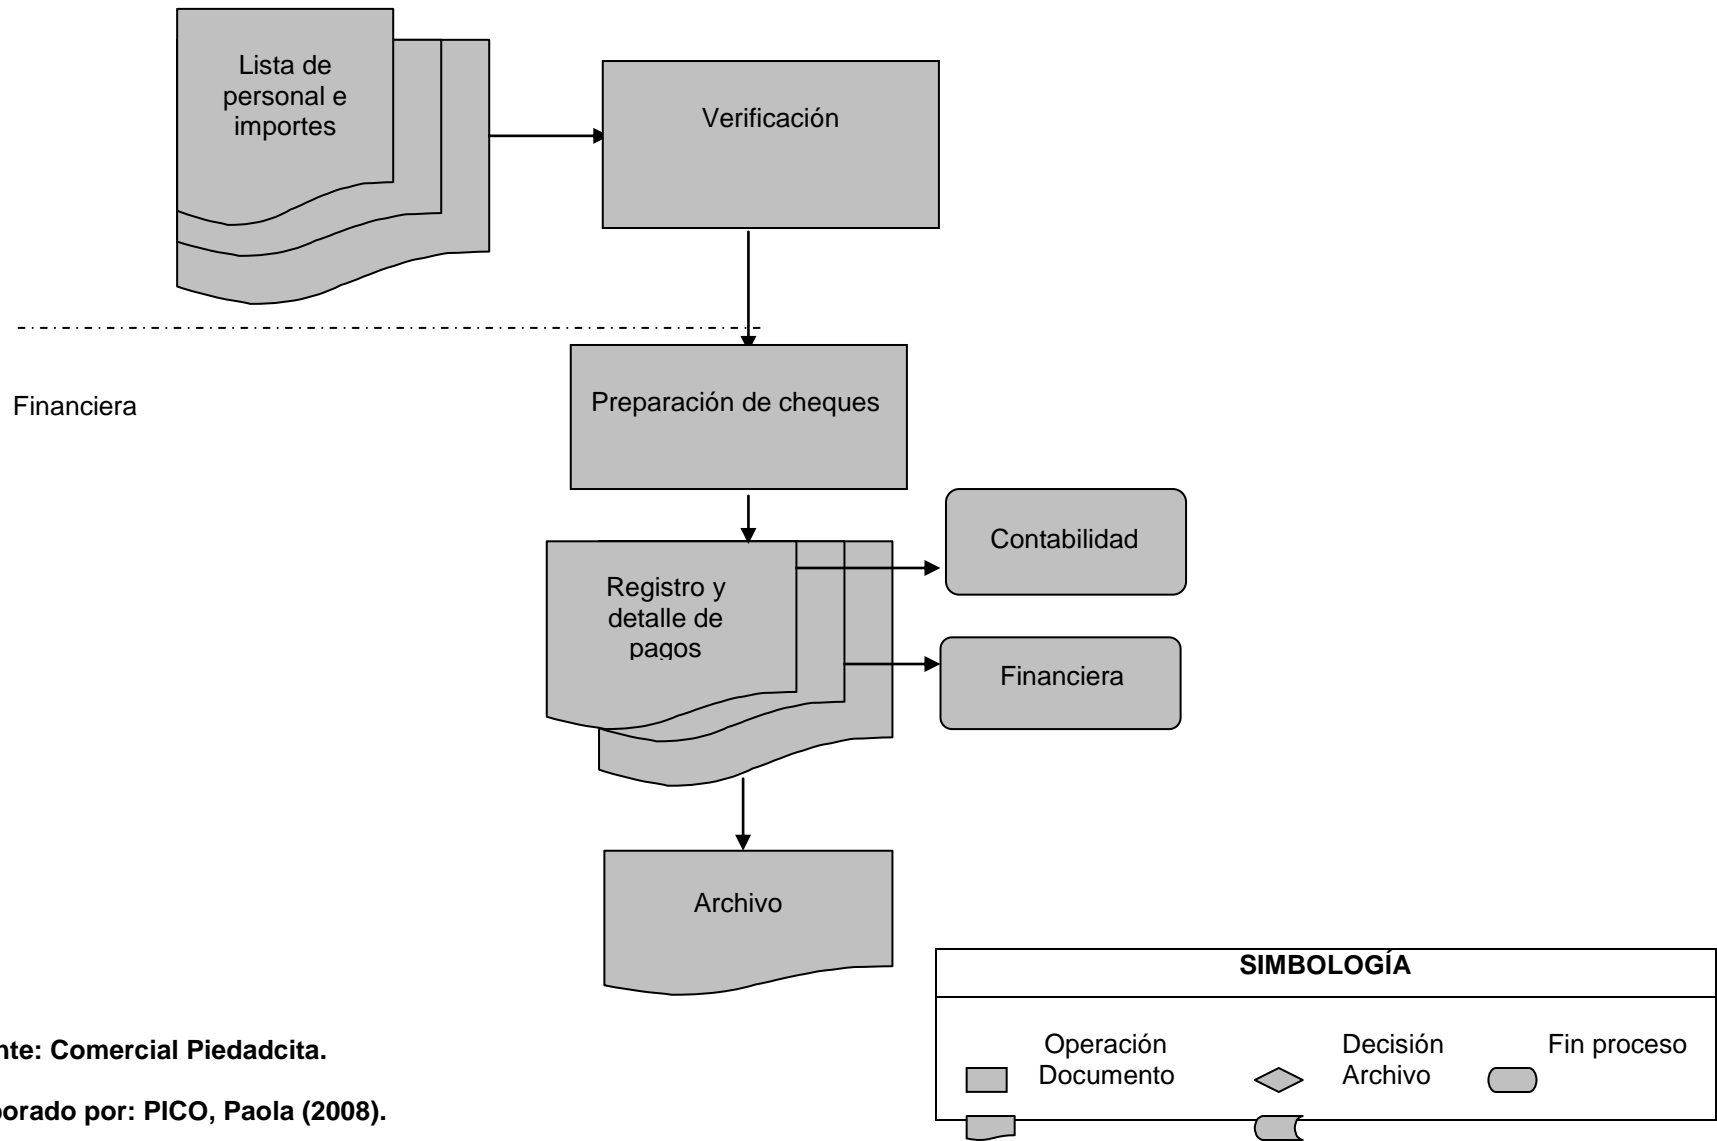 Lista de
personal e
importes
Verificación
Financiera
Preparación de cheques
Contabilidad
Registro y
detalle de
pagos
Financiera
Archivo
SIMBOLOGÍA
Operación
Decisión
Fin proceso
Documento
Archivo
nte: Comercial Piedadcita.
borado por: PICO, Paola (2008).